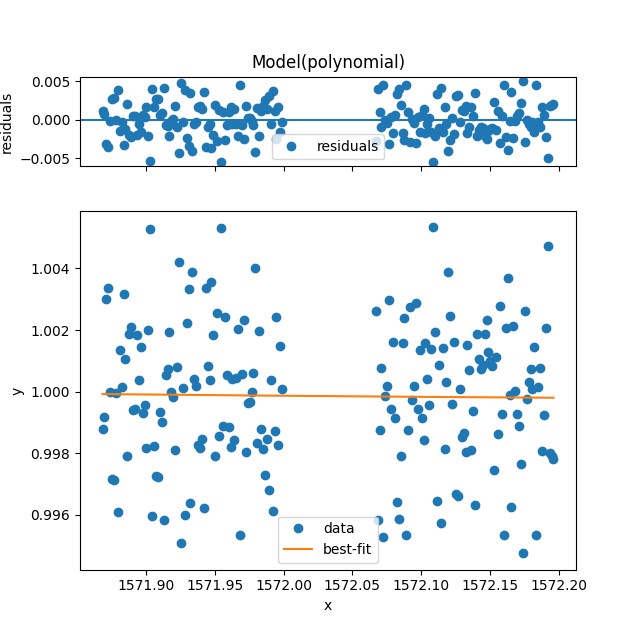 Model(polynomial)
0.005
0.000
−0.005
residuals
residuals
1.004
1.002
1.000
0.998
0.996
y
data
best-fit
1571.90 1571.95 1572.00 1572.05 1572.10 1572.15 1572.20
x